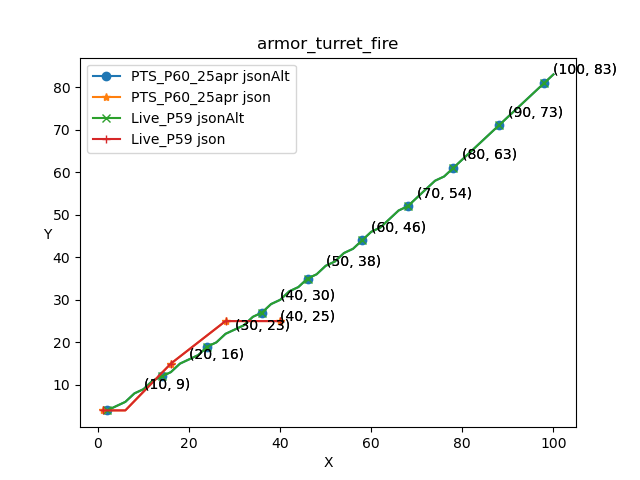 armor_turret_fire
PTS_P60_25apr jsonAlt
PTS_P60_25apr json
Live_P59 jsonAlt
Live_P59 json
(100, 83)
(90, 73)
(80, 63)
(70, 54)
(60, 46)
(50, 38)
(40, 30)
(40, 25)
(30, 23)
(20, 16)
(10, 9)
80
70
60
50
40
30
20
10
Y
0 20 40 60 80 100
X